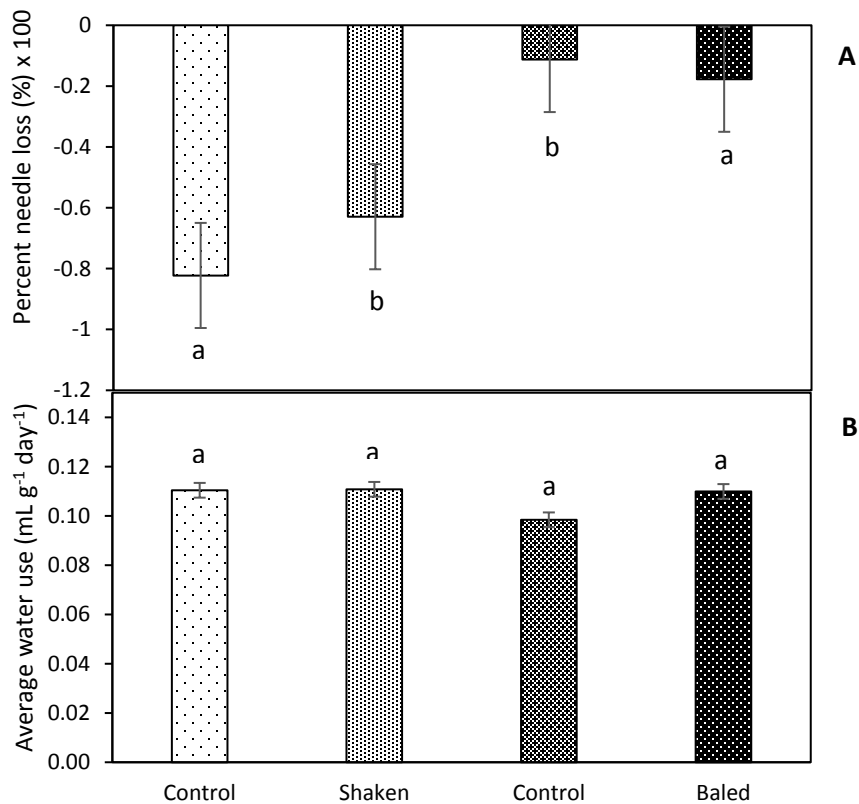 Percent needle loss (%) x 100
0
-0.2
-0.4
-0.6
-0.8
-1
-1.2
a
b
b
a
A
Average water use (mL g⁻¹ day⁻¹)
0.14
0.12
0.10
0.08
0.06
0.04
0.02
0.00
a
a
a
a
B
Control
Shaken
Control
Baled